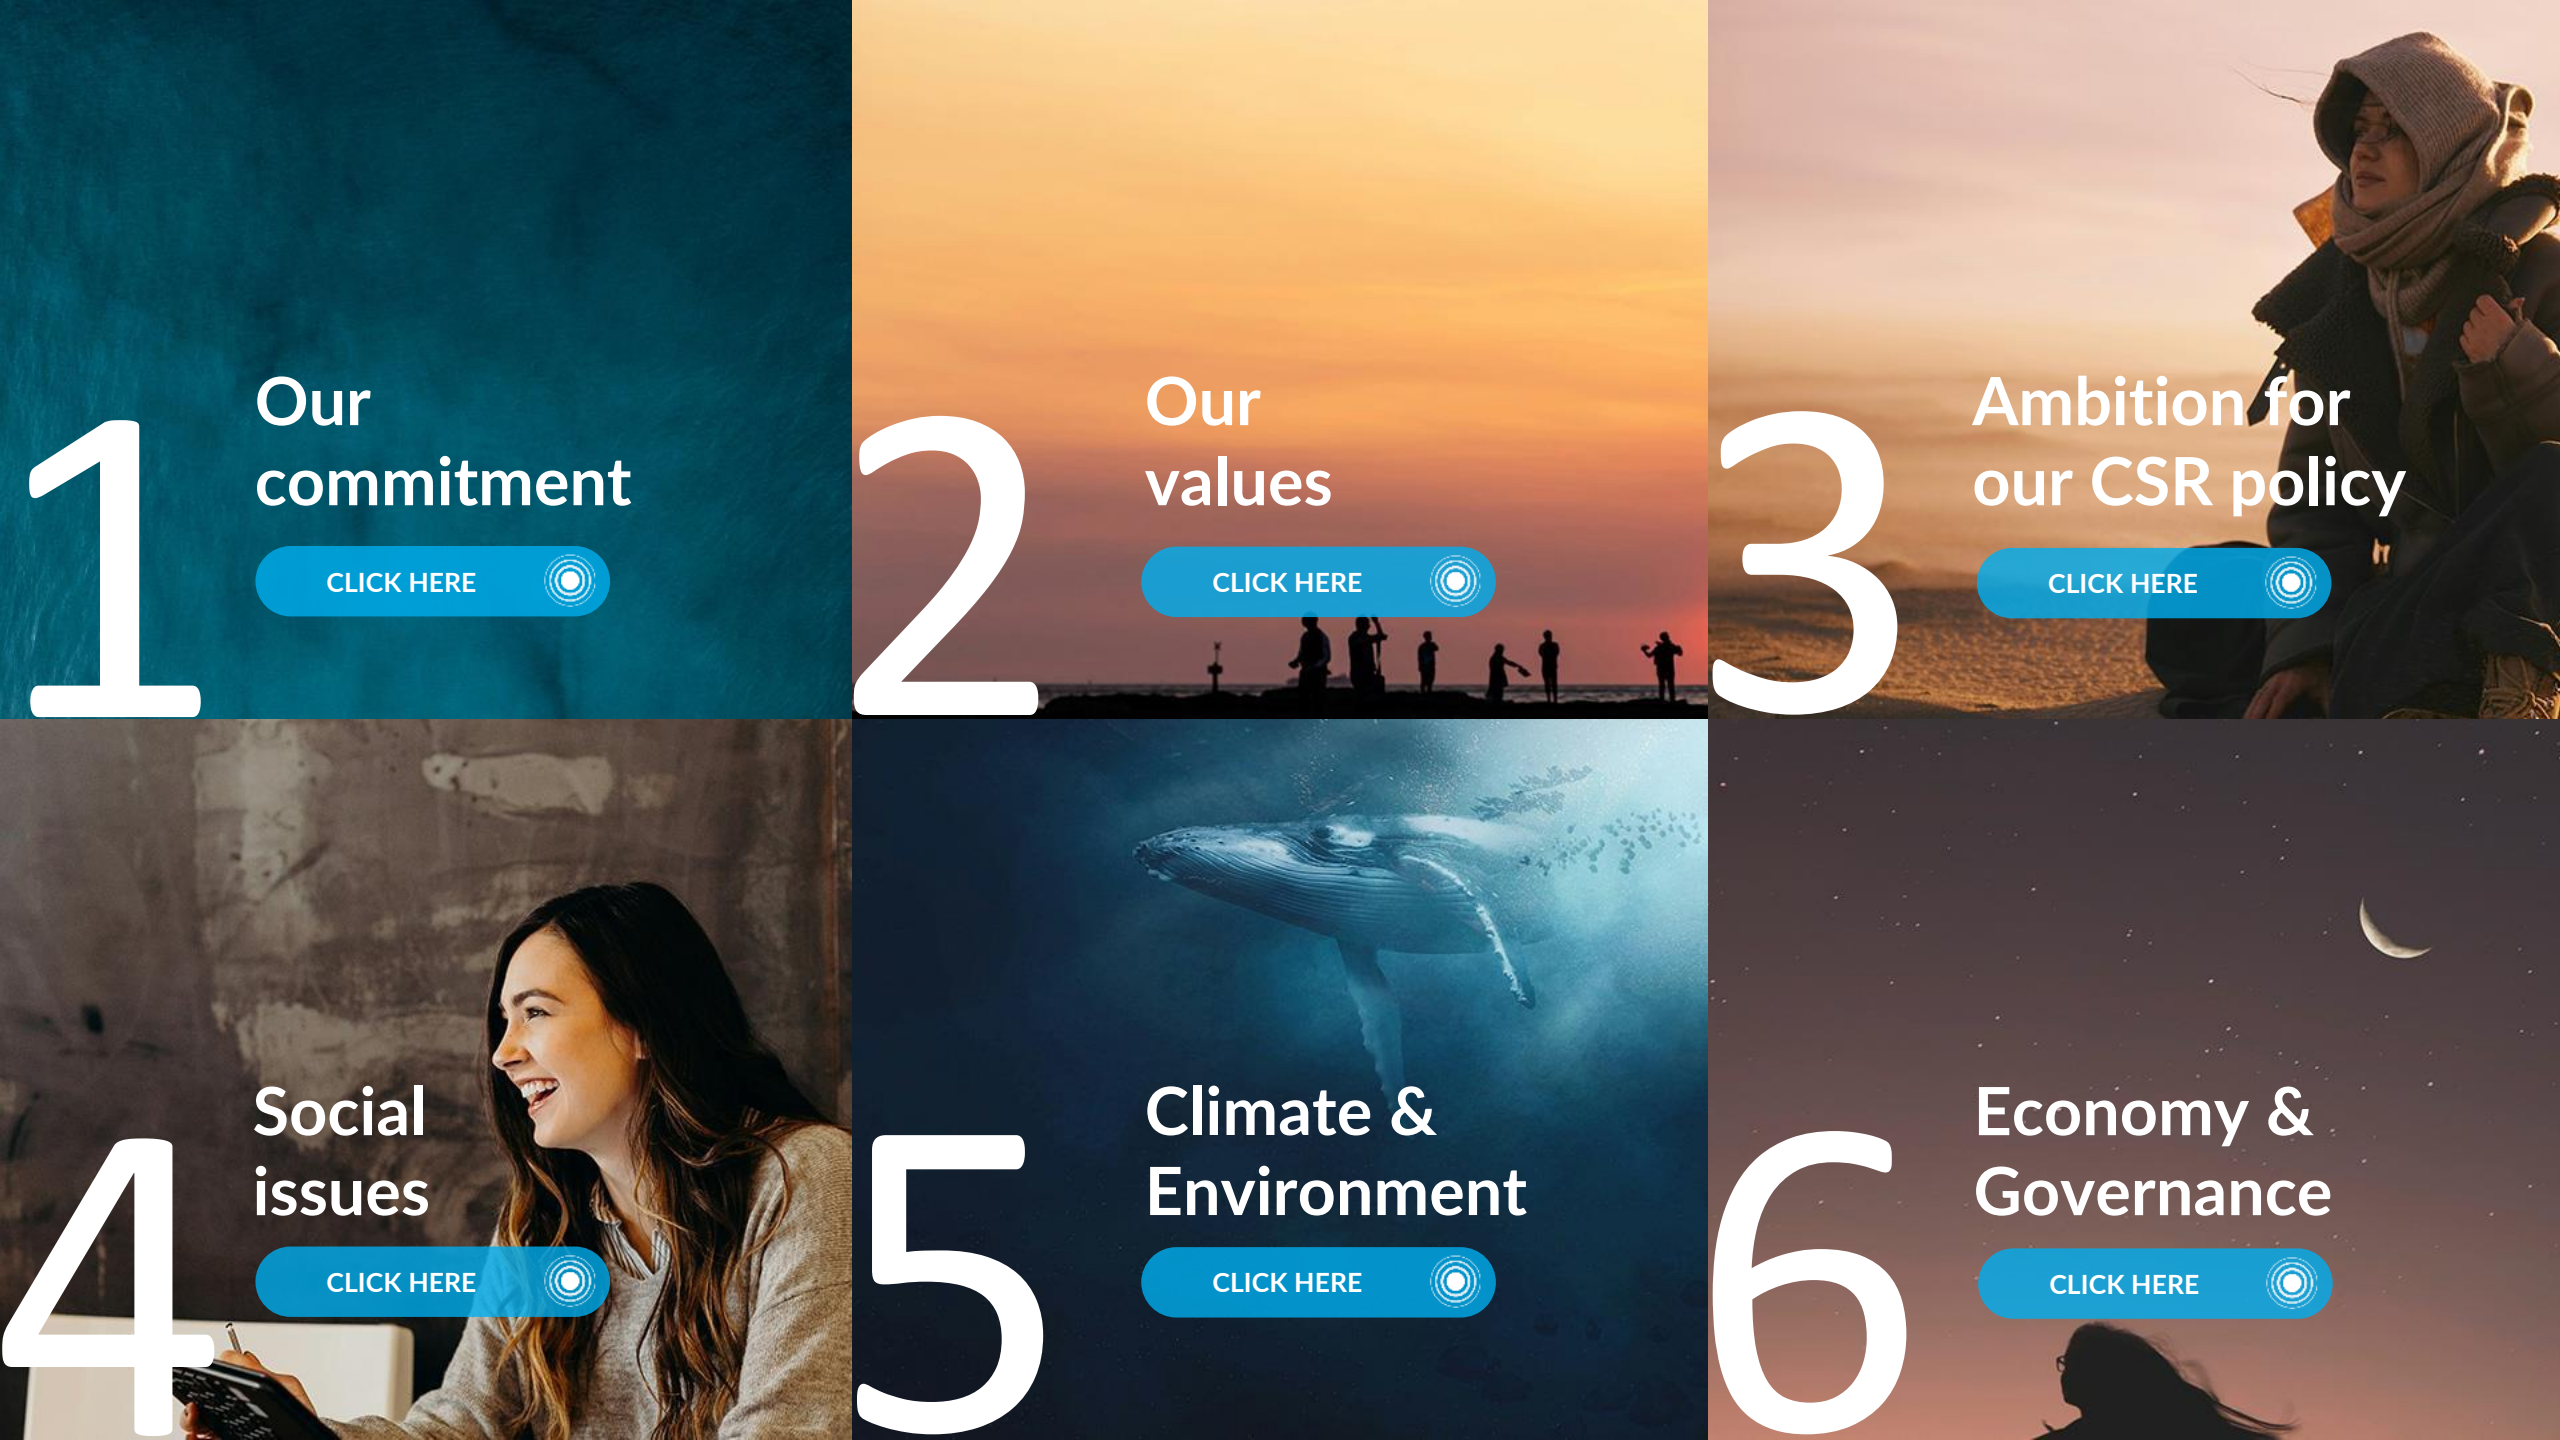 1
Our
commitment
CLICK HERE
2
Our
values
CLICK HERE
3
Ambition for
our CSR policy
CLICK HERE
4
Social
issues
CLICK HERE
5
Climate &
Environment
CLICK HERE
6
Economy &
Governance
CLICK HERE